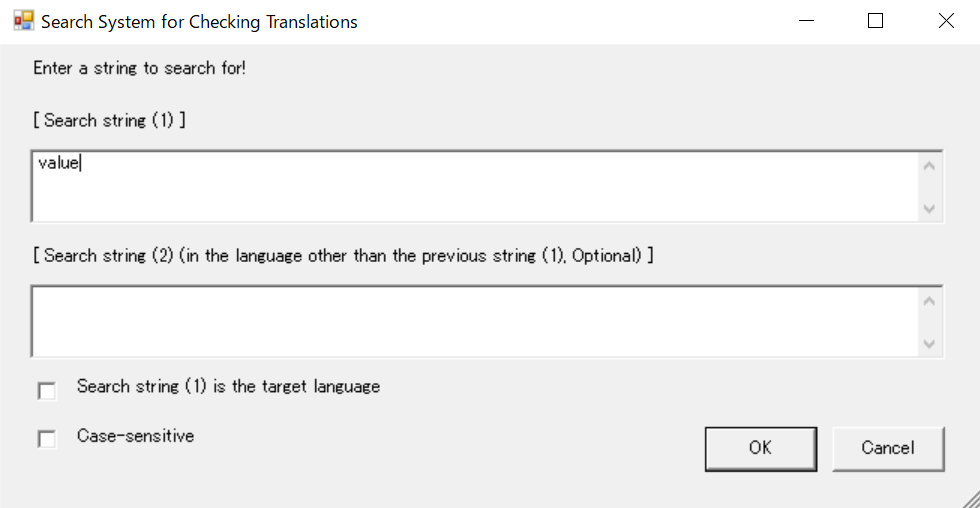 Search System for Checking Translations
Enter a string to search for!
[ Search string (1) ]
value
[ Search string (2) (in the language other than the previous string (1), Optional) ]
Search string (1) is the target language
Case-sensitive
OK
Cancel